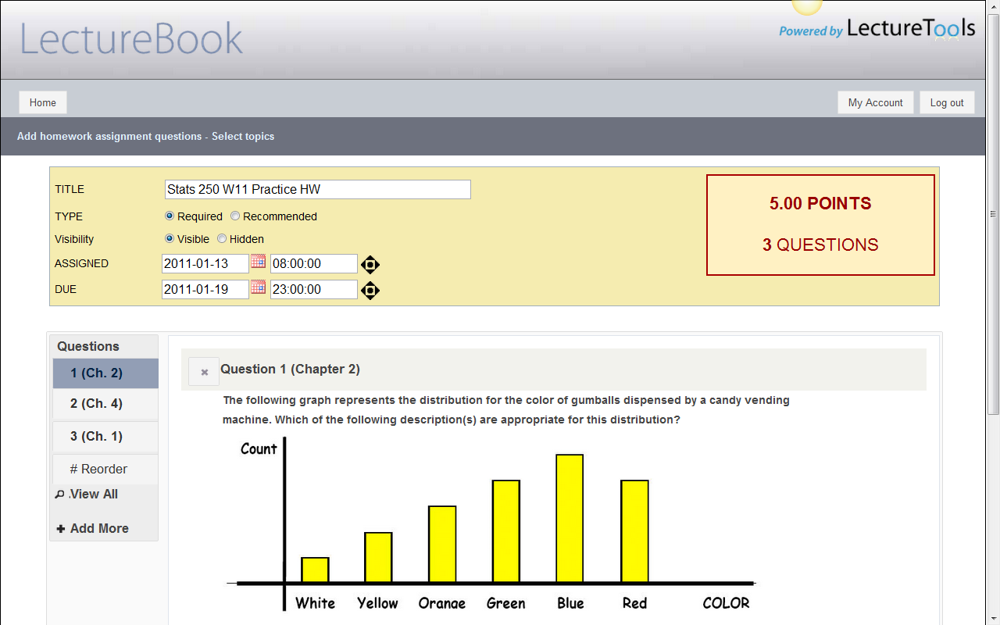 LectureBook
Powered by LectureTools
Home
My Account
Log out
Add homework assignment questions - Select topics
TITLE
Stats 250 W11 Practice HW
TYPE
Required
Recommended
Visibility
Visible
Hidden
ASSIGNED
2011-01-13
08:00:00
DUE
2011-01-19
23:00:00
5.00 POINTS
3 QUESTIONS
Questions
1 (Ch. 2)
2 (Ch. 4)
3 (Ch. 1)
# Reorder
View All
Add More
Question 1 (Chapter 2)
The following graph represents the distribution for the color of gumballs dispensed by a candy vending
machine. Which of the following description(s) are appropriate for this distribution?
Count
White Yellow Orange Green Blue Red COLOR